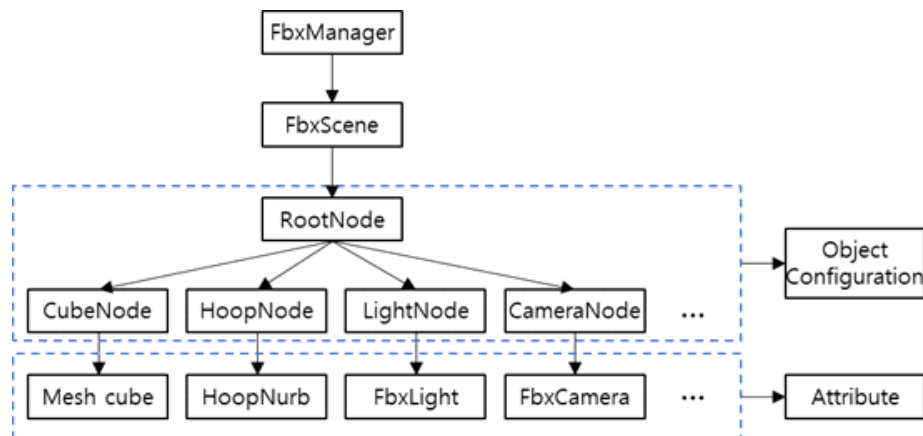 FbxManager
FbxScene
RootNode
Object
Configuration
CubeNode
HoopNode
LightNode
CameraNode
...
Mesh cube
HoopNurb
FbxLight
FbxCamera
...
Attribute